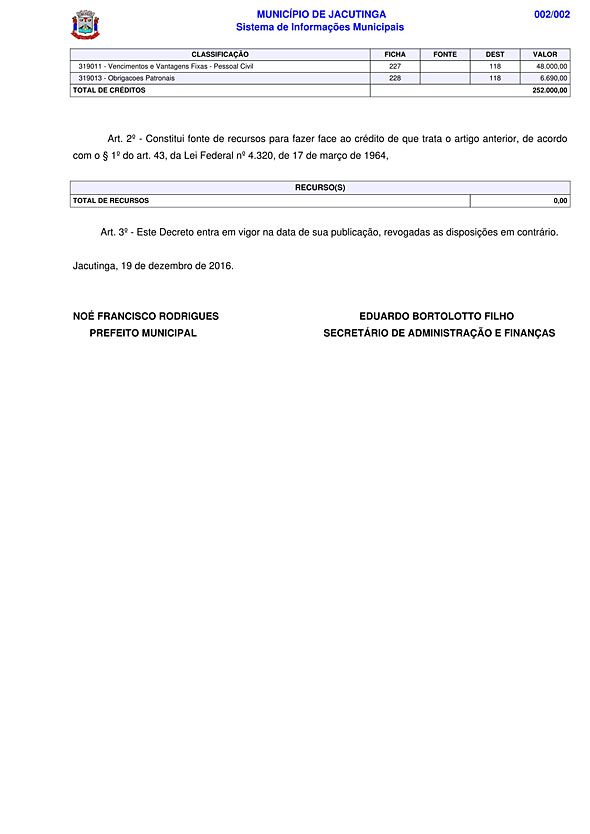 MUNICÍPIO DE JACUTINGA 002/002
Sistema de Informações Municipais
CLASSIFICAÇÃO FICHA FONTE DEST VALOR
319011 - Vencimentos e Vantagens Fixas - Pessoal Civil 227 118 48.000,00
319013 - Obrigacoes Patronais 228 118 6.690,00
TOTAL DE CRÉDITOS 252.000,00
Art. 2º - Constitui fonte de recursos para fazer face ao crédito de que trata o artigo anterior, de acordo
com o § 1º do art. 43, da Lei Federal nº 4.320, de 17 de março de 1964,
RECURSO(S)
TOTAL DE RECURSOS 0,00
Art. 3º - Este Decreto entra em vigor na data de sua publicação, revogadas as disposições em contrário.
Jacutinga, 19 de dezembro de 2016.
NOÉ FRANCISCO RODRIGUES EDUARDO BORTOLOTTO FILHO
PREFEITO MUNICIPAL SECRETÁRIO DE ADMINISTRAÇÃO E FINANÇAS